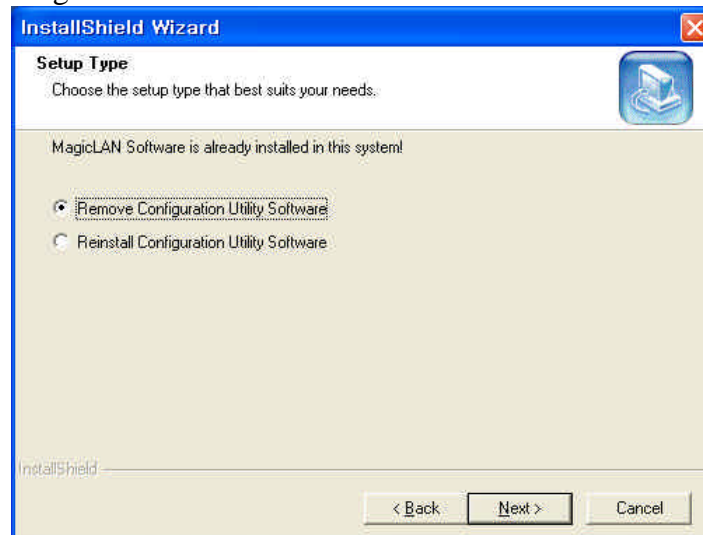 InstallShield Wizard
Setup Type
Choose the setup type that best suits your needs.
MagicLAN Software is already installed in this system!
Remove Configuration Utility Software
Reinstall Configuration Utility Software
InstallShield
< Back Next > Cancel